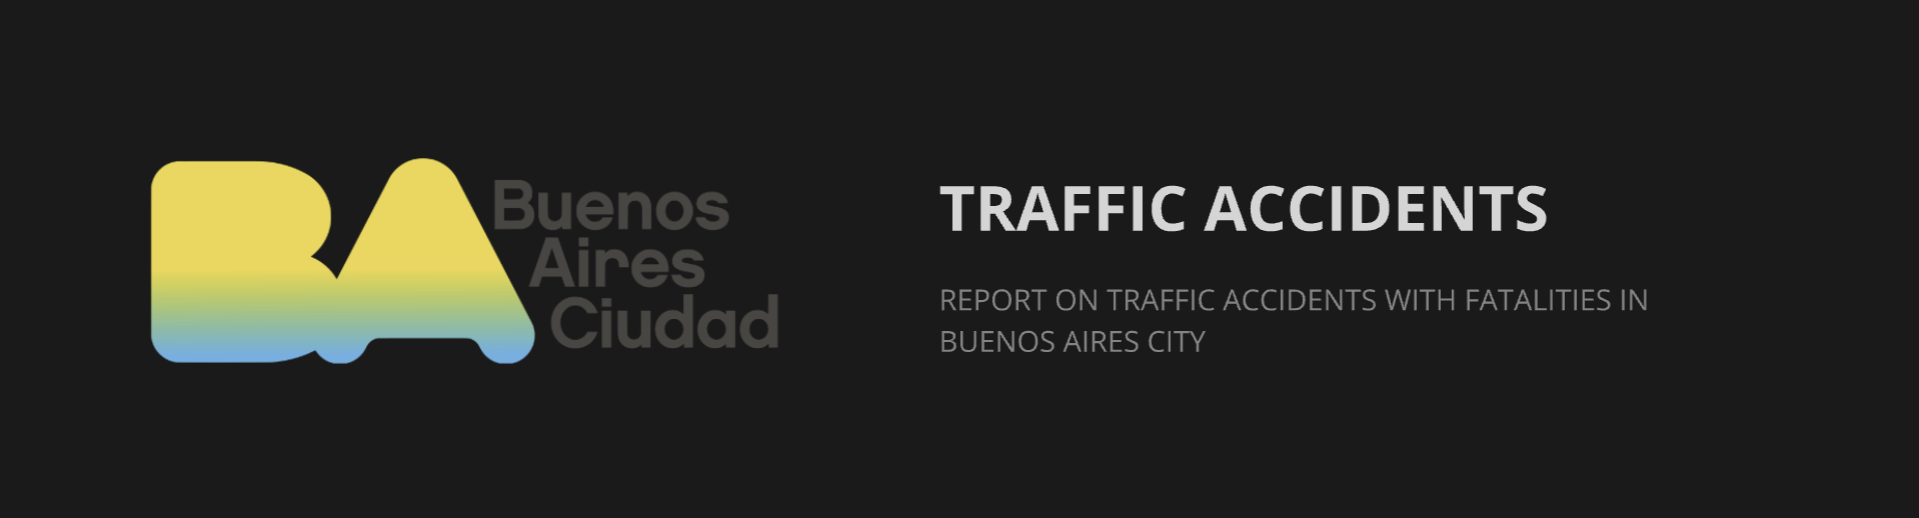 BA
Buenos
Aires
Ciudad
TRAFFIC ACCIDENTS
REPORT ON TRAFFIC ACCIDENTS WITH FATALITIES IN
BUENOS AIRES CITY